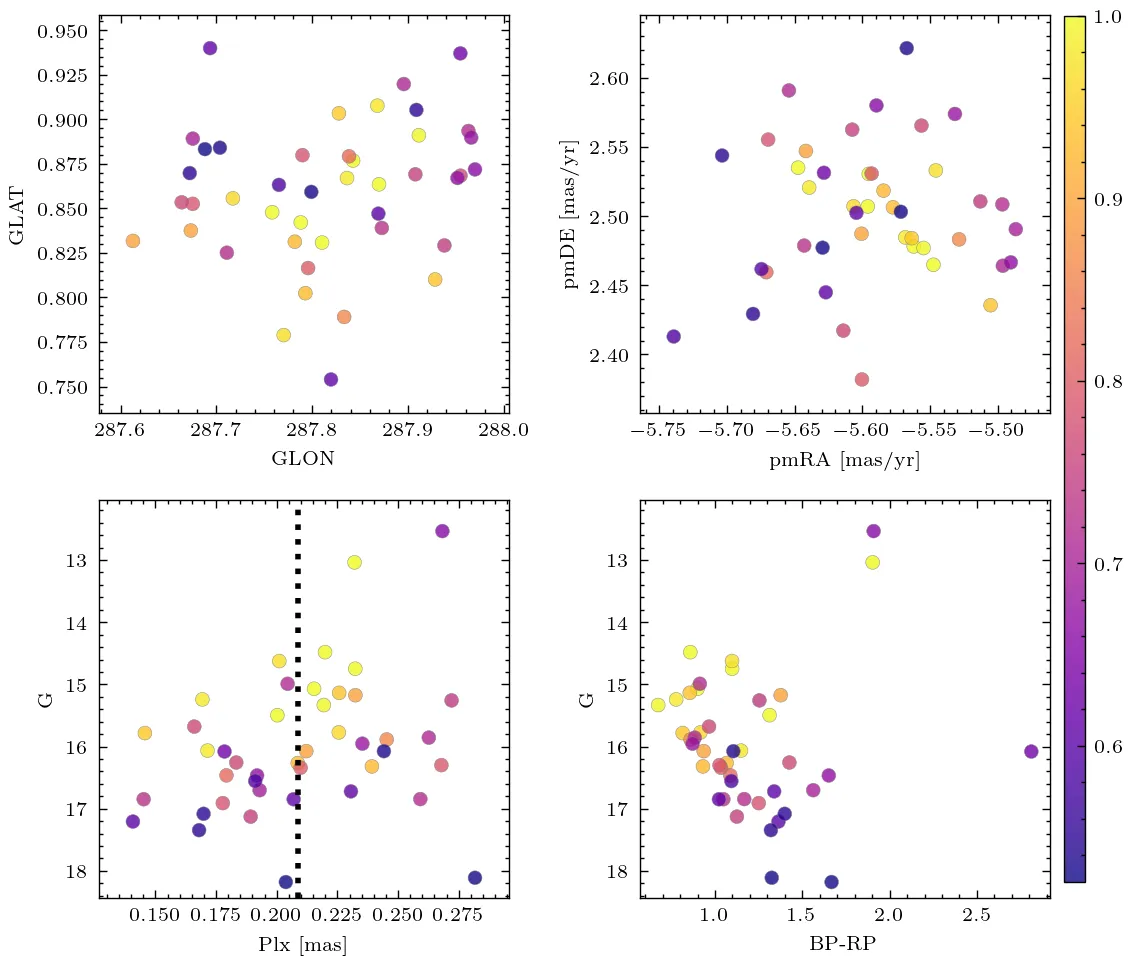 0.950
0.925
0.900
0.875
0.850
0.825
0.800
0.775
0.750
GLAT
287.6 287.7 287.8 287.9 288.0
GLON
2.60
2.55
2.50
2.45
2.40
pmDE [mas/yr]
−5.75 −5.70 −5.65 −5.60 −5.55 −5.50
pmRA [mas/yr]
13
14
15
16
17
18
G
0.150 0.175 0.200 0.225 0.250 0.275
Plx [mas]
13
14
15
16
17
18
G
1.0 1.5 2.0 2.5
BP-RP
1.0
0.9
0.8
0.7
0.6